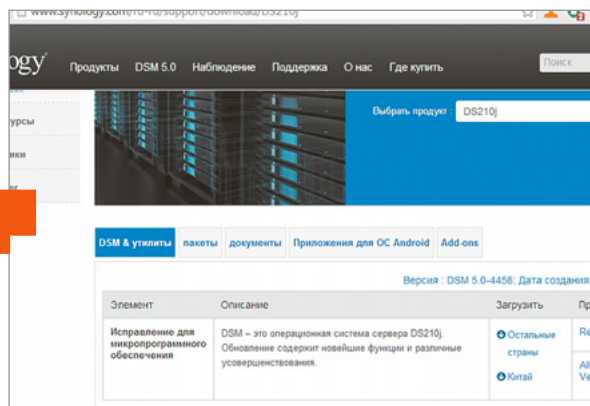 www.synology.com/ru-ru/support/download/DS210j
ogy
Продукты DSM 5.0 Наблюдение Поддержка О нас Где купить Поиск
Выбрать продукт : DS210j
урсы
ики
DSM & утилиты пакеты документы Приложения для ОС Android Add-ons
Версия : DSM 5.0-4458; Дата создания
Элемент Описание Загрузить
Исправление для
микропрограммного
обеспечения
DSM – это операционная система сервера DS210j.
Обновление содержит новейшие функции и различные
усовершенствования.
Остальные
страны
Китай
Re
All
Ve